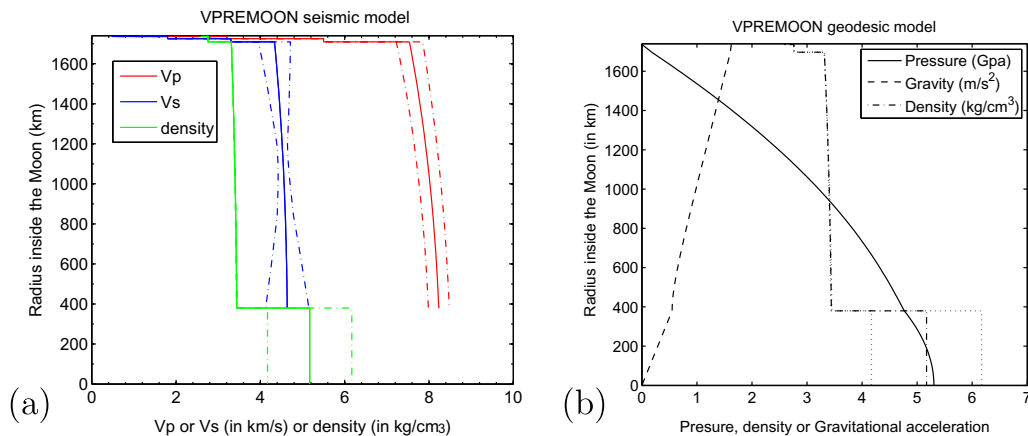 VPREMOON seismic model
Radius inside the Moon (km)
1600
1400
1200
1000
800
600
400
200
0
Vp
Vs
density
0 2 4 6 8 10
Vp or Vs (in km/s) or density (in kg/cm3)
(a)
VPREMOON geodesic model
Radius inside the Moon (in km)
1600
1400
1200
1000
800
600
400
200
0
Pressure (Gpa)
Gravity (m/s²)
Density (kg/cm³)
0 1 2 3 4 5 6 7
Presure, density or Gravitational acceleration
(b)